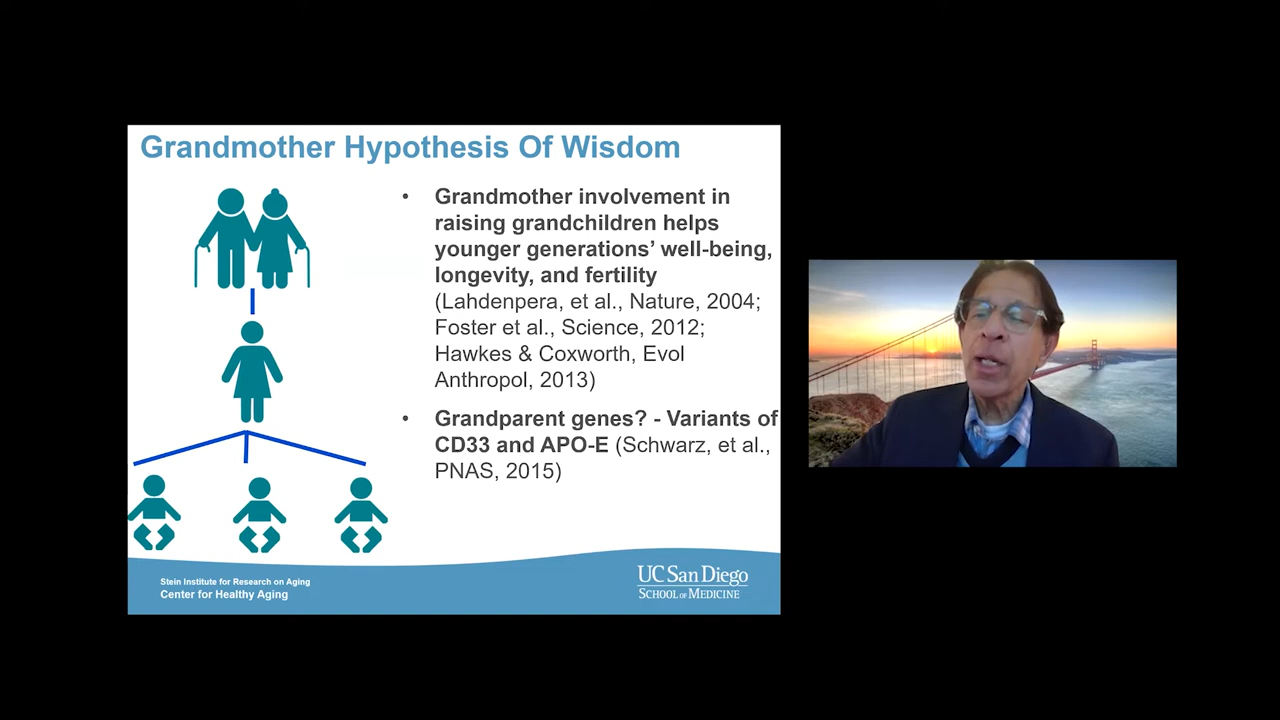 Grandmother Hypothesis Of Wisdom
• Grandmother involvement in
raising grandchildren helps
younger generations’ well-being,
longevity, and fertility
(Lahdenpera, et al., Nature, 2004;
Foster et al., Science, 2012;
Hawkes & Coxworth, Evol
Anthropol, 2013)
• Grandparent genes? - Variants of
CD33 and APO-E (Schwarz, et al.,
PNAS, 2015)
Stein Institute for Research on Aging
Center for Healthy Aging
UC San Diego
SCHOOL OF MEDICINE